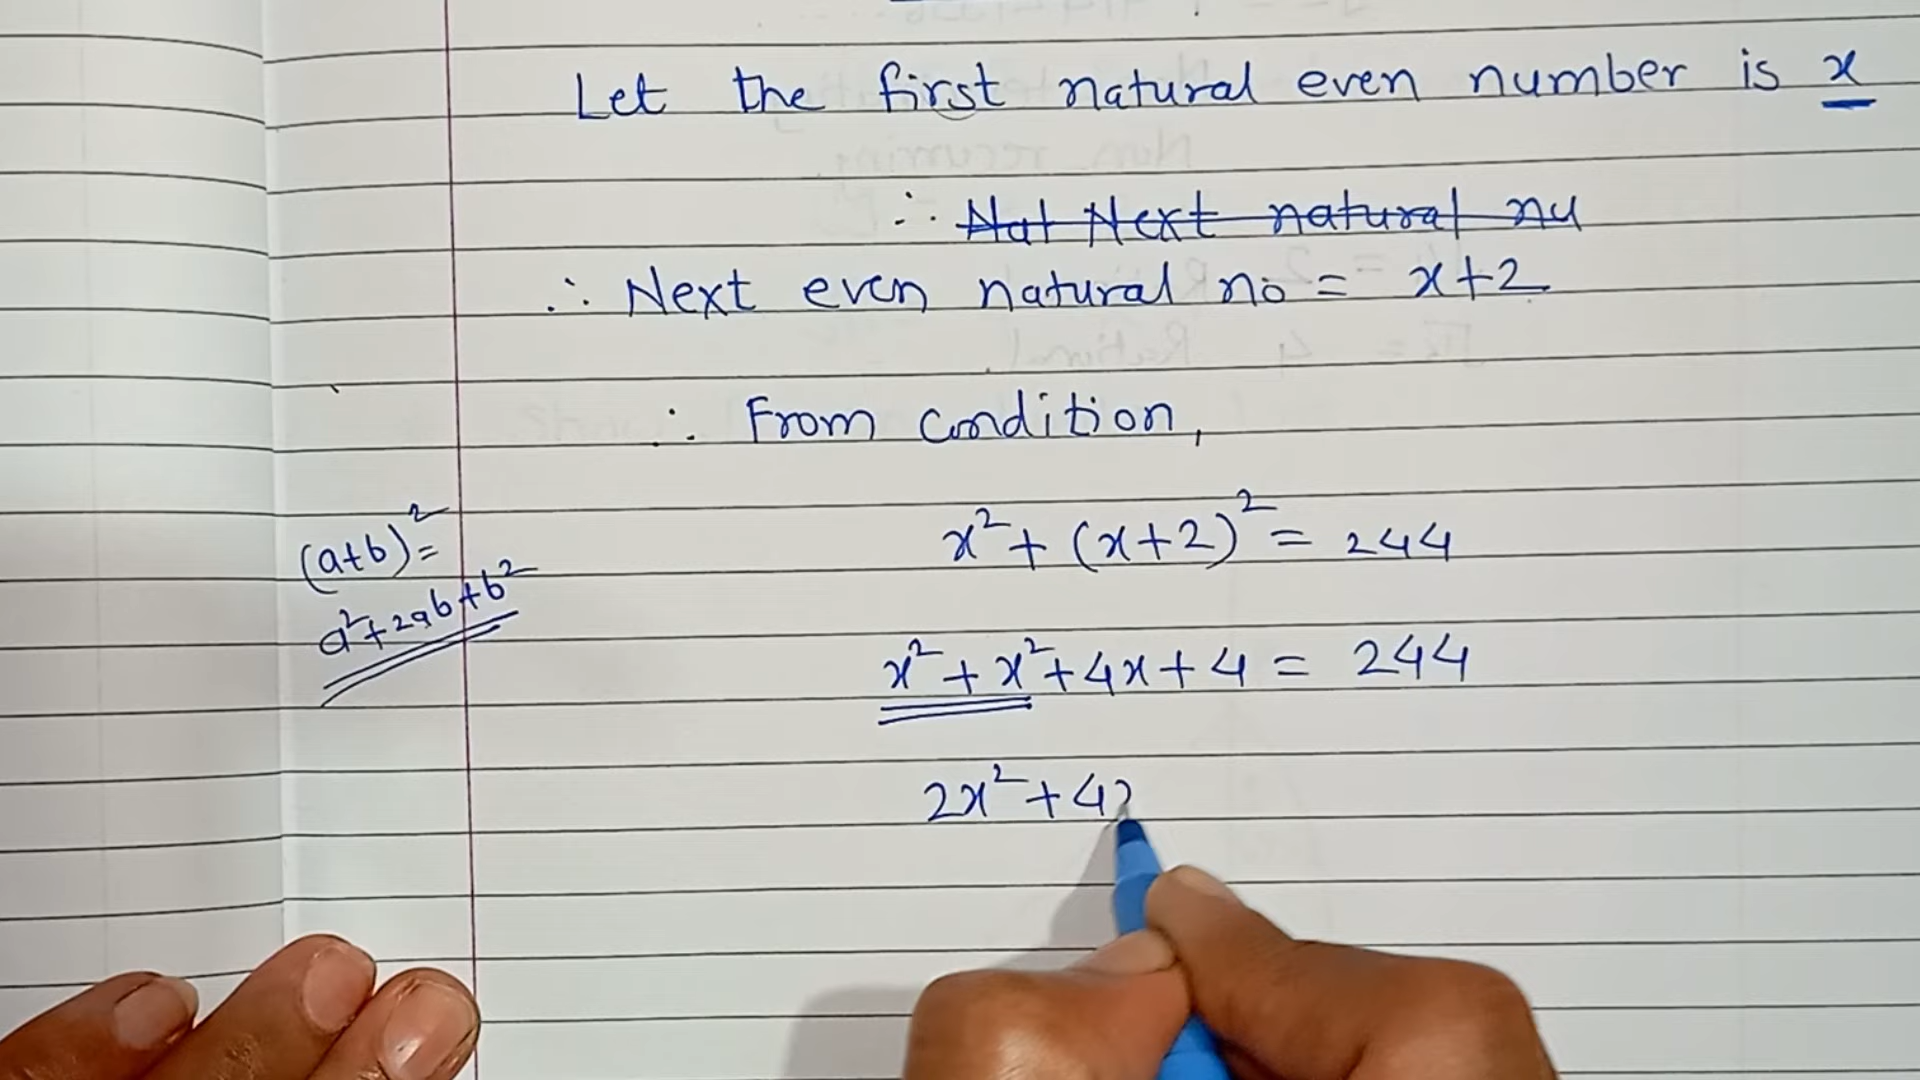 Let the first natural even number is x
∴ Nat Next natural nu
∴ Next even natural no = x+2
∴ From condition,
(a+b)² =
a²+2ab+b²
x² + (x+2)² = 244
x² + x² + 4x + 4 = 244
2x² + 4